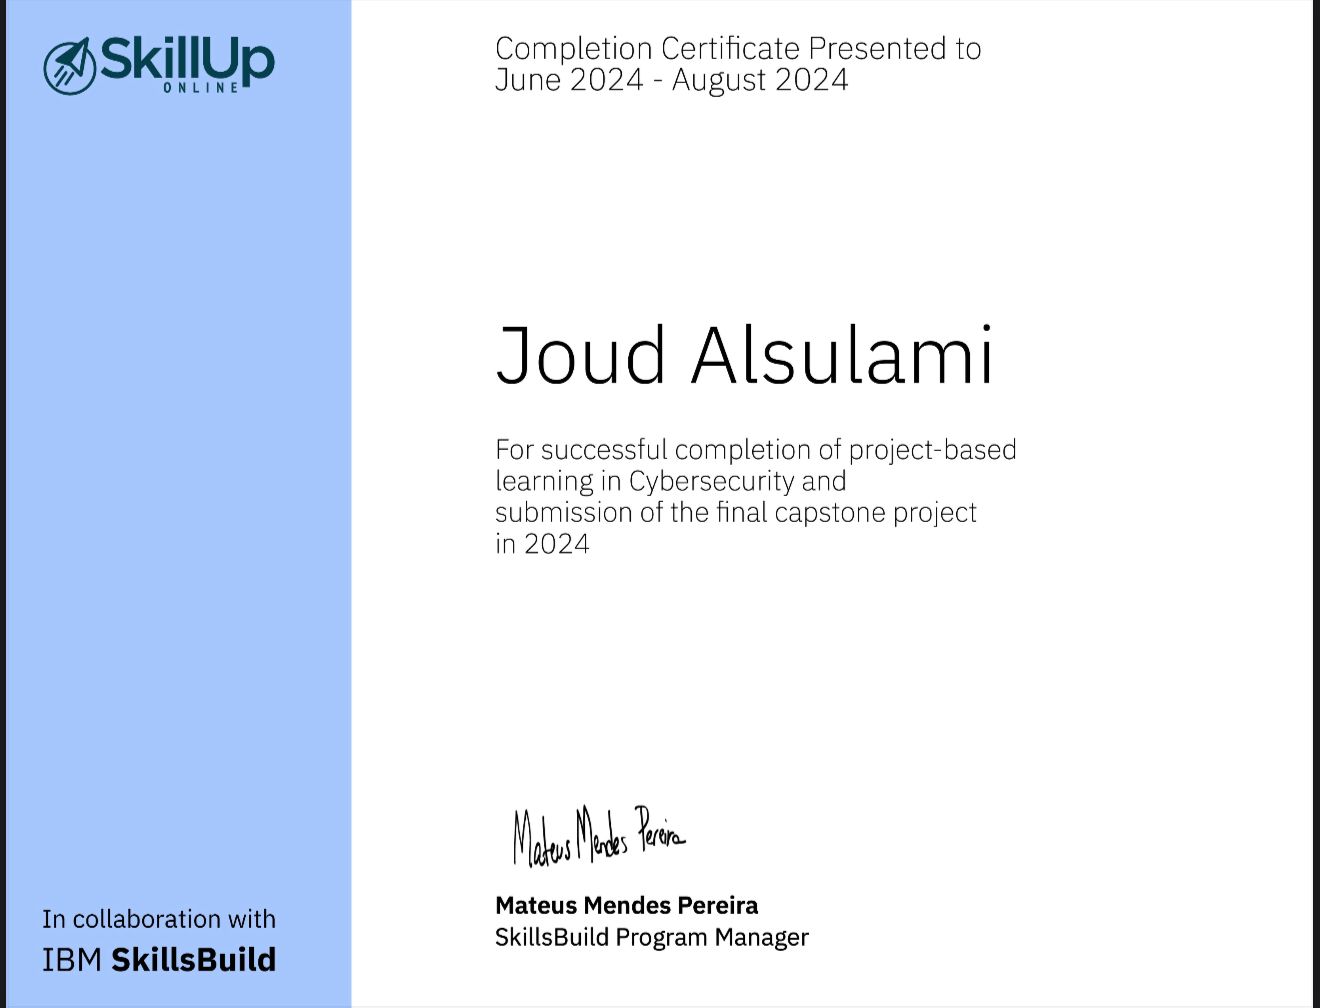 SkillUp
ONLINE
Completion Certificate Presented to
June 2024 - August 2024
Joud Alsulami
For successful completion of project-based
learning in Cybersecurity and
submission of the final capstone project
in 2024
Mateus Mendes Pereira
Mateus Mendes Pereira
SkillsBuild Program Manager
In collaboration with
IBM SkillsBuild